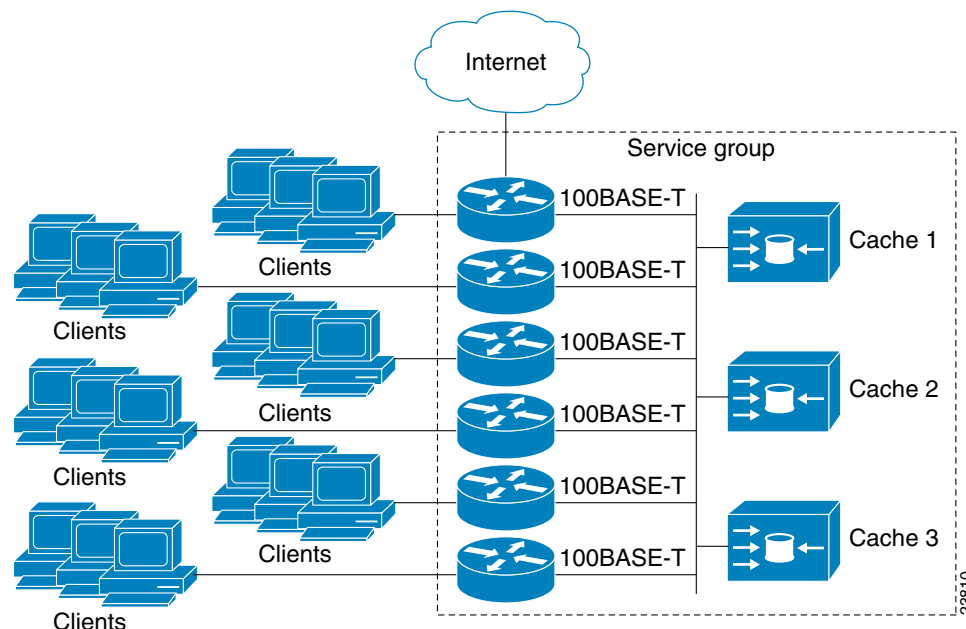 Internet
Service group
100BASE-T
Cache 1
Clients
100BASE-T
Clients
100BASE-T
Cache 2
Clients
100BASE-T
Clients
100BASE-T
Cache 3
Clients
100BASE-T
Clients